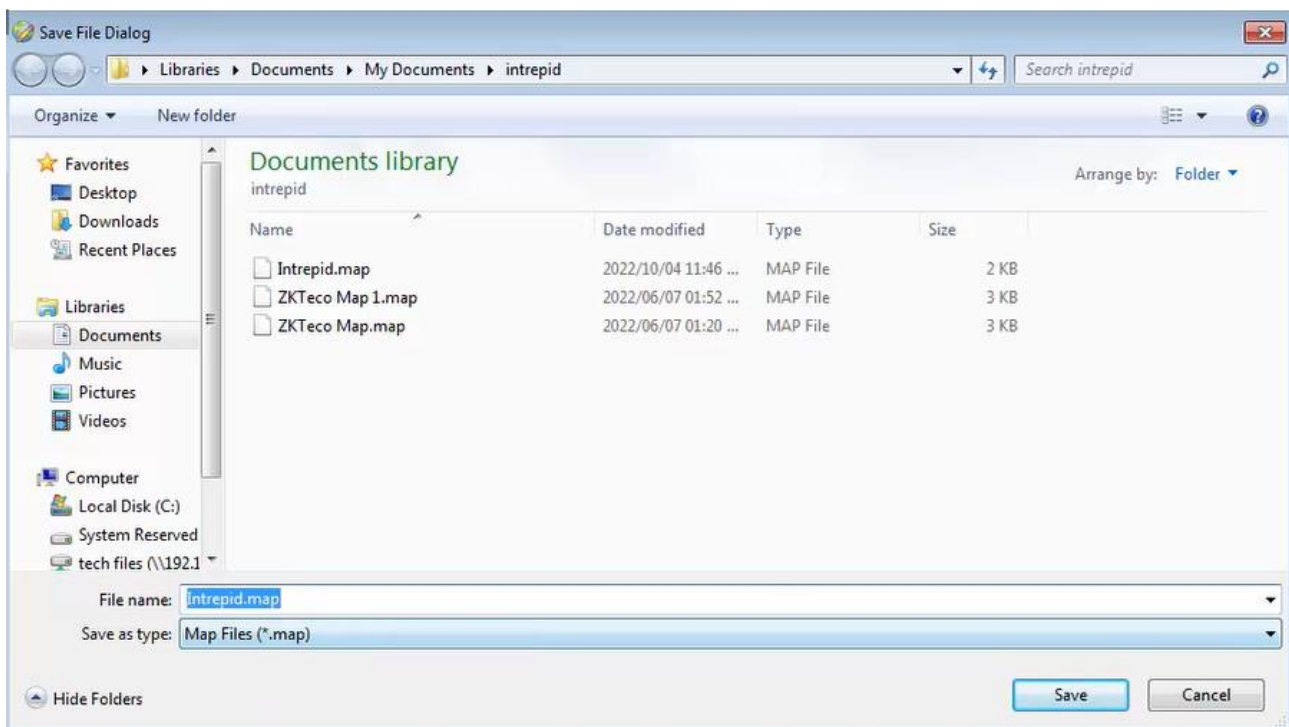 Save File Dialog
Libraries Documents My Documents intrepid
Search intrepid
Organize New folder
Favorites
Desktop
Downloads
Recent Places
Libraries
Documents
Music
Pictures
Videos
Computer
Local Disk (C:)
System Reserved
tech files (\\192.1
Documents library
intrepid
Arrange by: Folder
Name Date modified Type Size
Intrepid.map 2022/10/04 11:46 ... MAP File 2 KB
ZKTeco Map 1.map 2022/06/07 01:52 ... MAP File 3 KB
ZKTeco Map.map 2022/06/07 01:20 ... MAP File 3 KB
File name: Intrepid.map
Save as type: Map Files (*.map)
Hide Folders
Save Cancel